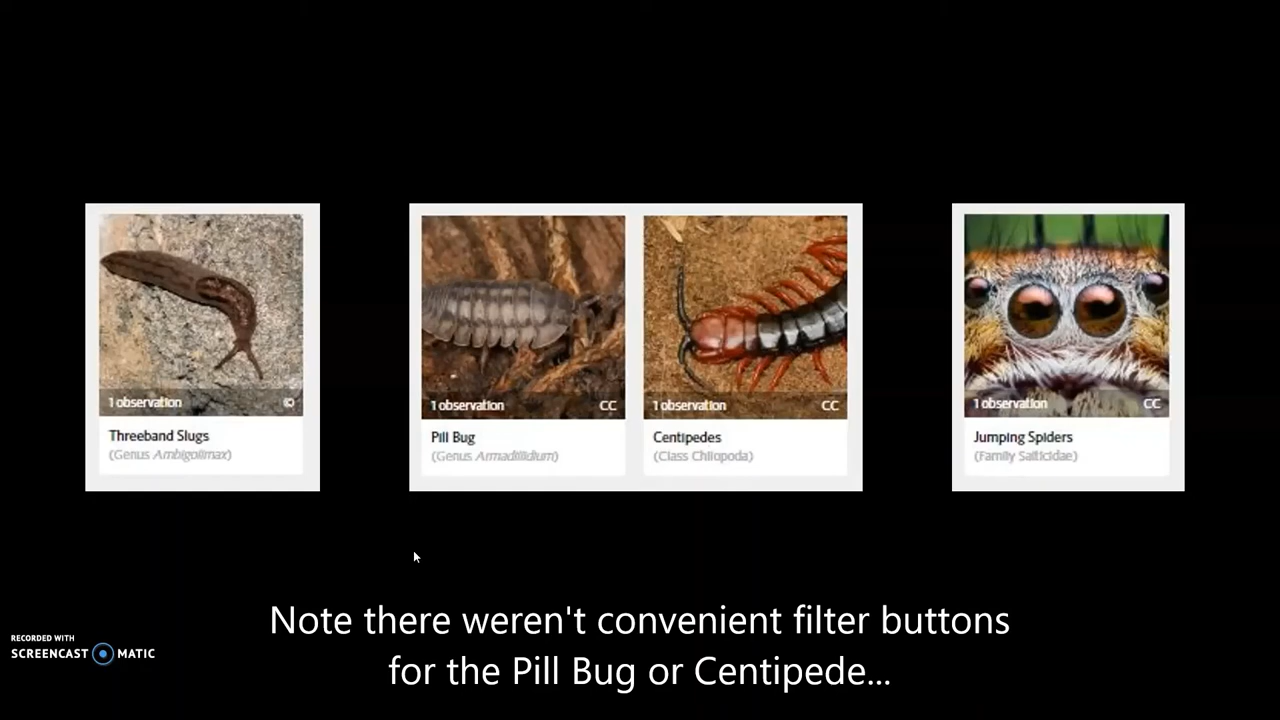 1 observation
©
Threeband Slugs
(Genus Ambigolimax)
1 observation
CC
Pill Bug
(Genus Armadillidium)
1 observation
CC
Centipedes
(Class Chilopoda)
1 observation
CC
Jumping Spiders
(Family Salticidae)
Note there weren't convenient filter buttons
for the Pill Bug or Centipede...
RECORDED WITH
SCREENCAST MATIC